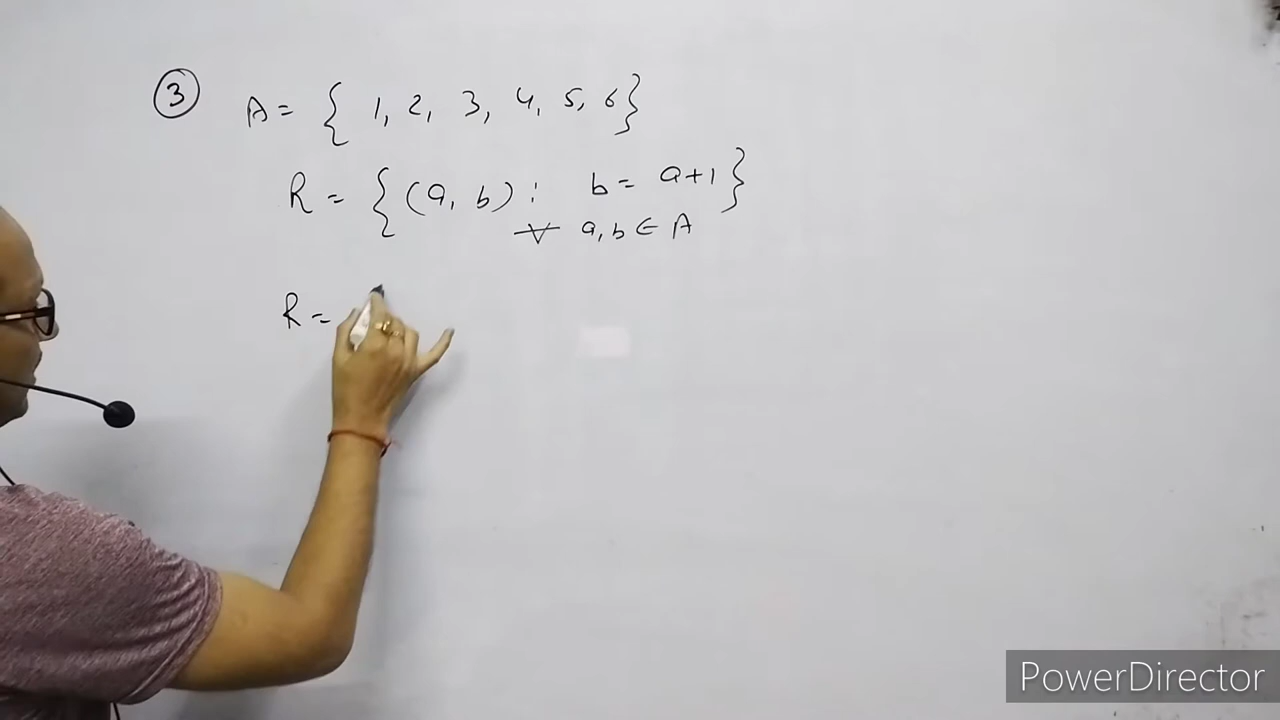 ③ A = { 1, 2, 3, 4, 5, 6 }
R = { (a, b) : b = a+1 }
∀ a, b ∈ A
R =
PowerDirector